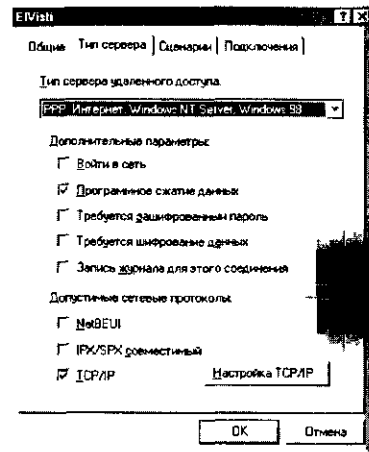 ElVisti
Общие Тип сервера Сценарии Подключения
Тип сервера удаленного доступа:
PPP: Интернет, Windows NT Server, Windows 98
Дополнительные параметры:
Войти в сеть
Программное сжатие данных
Требуется зашифрованный пароль
Требуется шифрование данных
Запись журнала для этого соединения
Допустимые сетевые протоколы:
NetBEUI
IPX/SPX совместимый
TCP/IP Настройка TCP/IP
OK Отмена